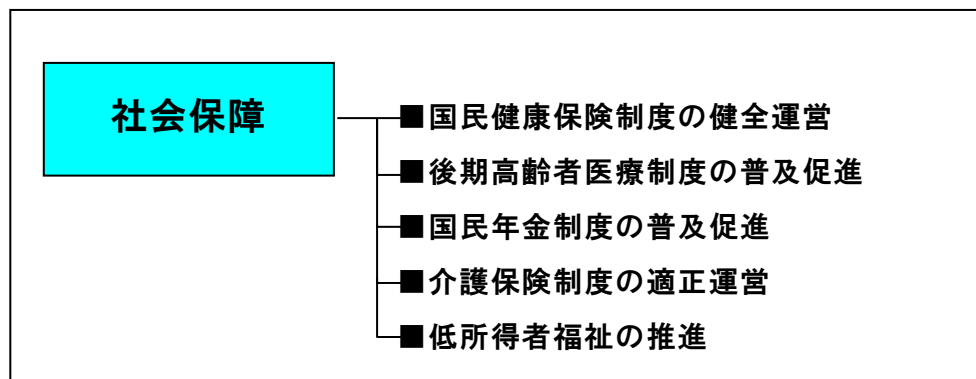 社会保障
■国民健康保険制度の健全運営
■後期高齢者医療制度の普及促進
■国民年金制度の普及促進
■介護保険制度の適正運営
■低所得者福祉の推進